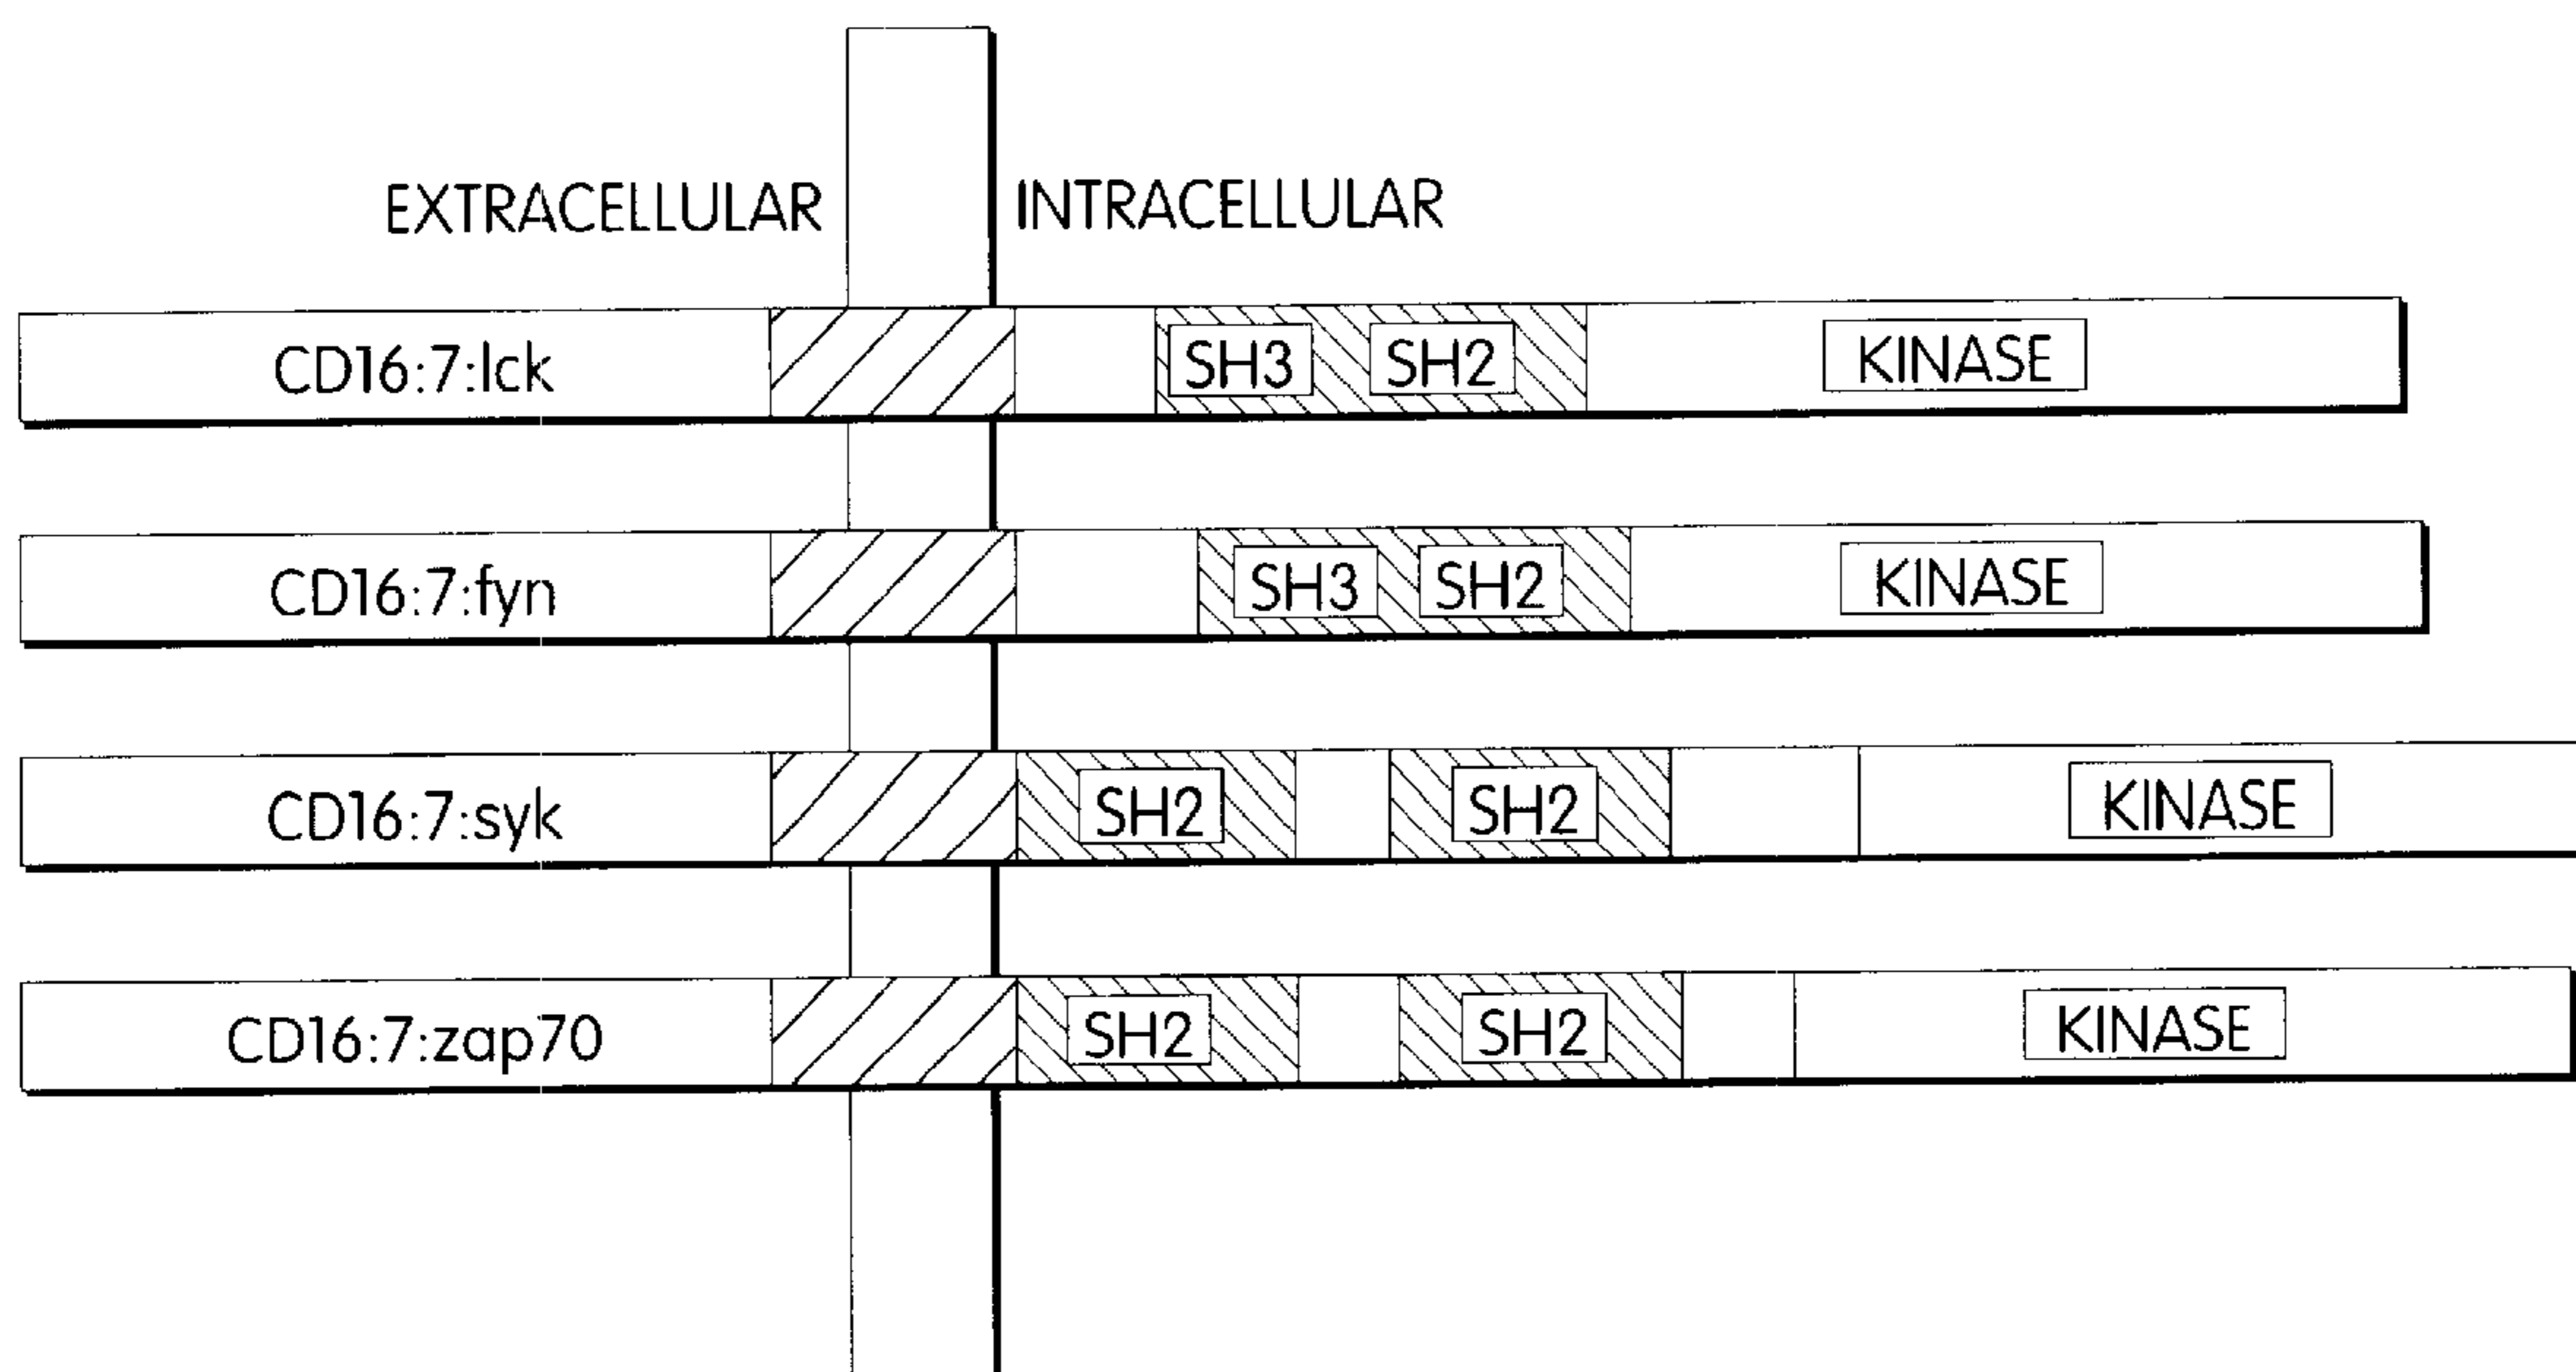 EXTRACELLULAR INTRACELLULAR
CD16:7:lck SH3 SH2 KINASE
CD16:7:fyn SH3 SH2 KINASE
CD16:7:syk SH2 SH2 KINASE
CD16:7:zap70 SH2 SH2 KINASE